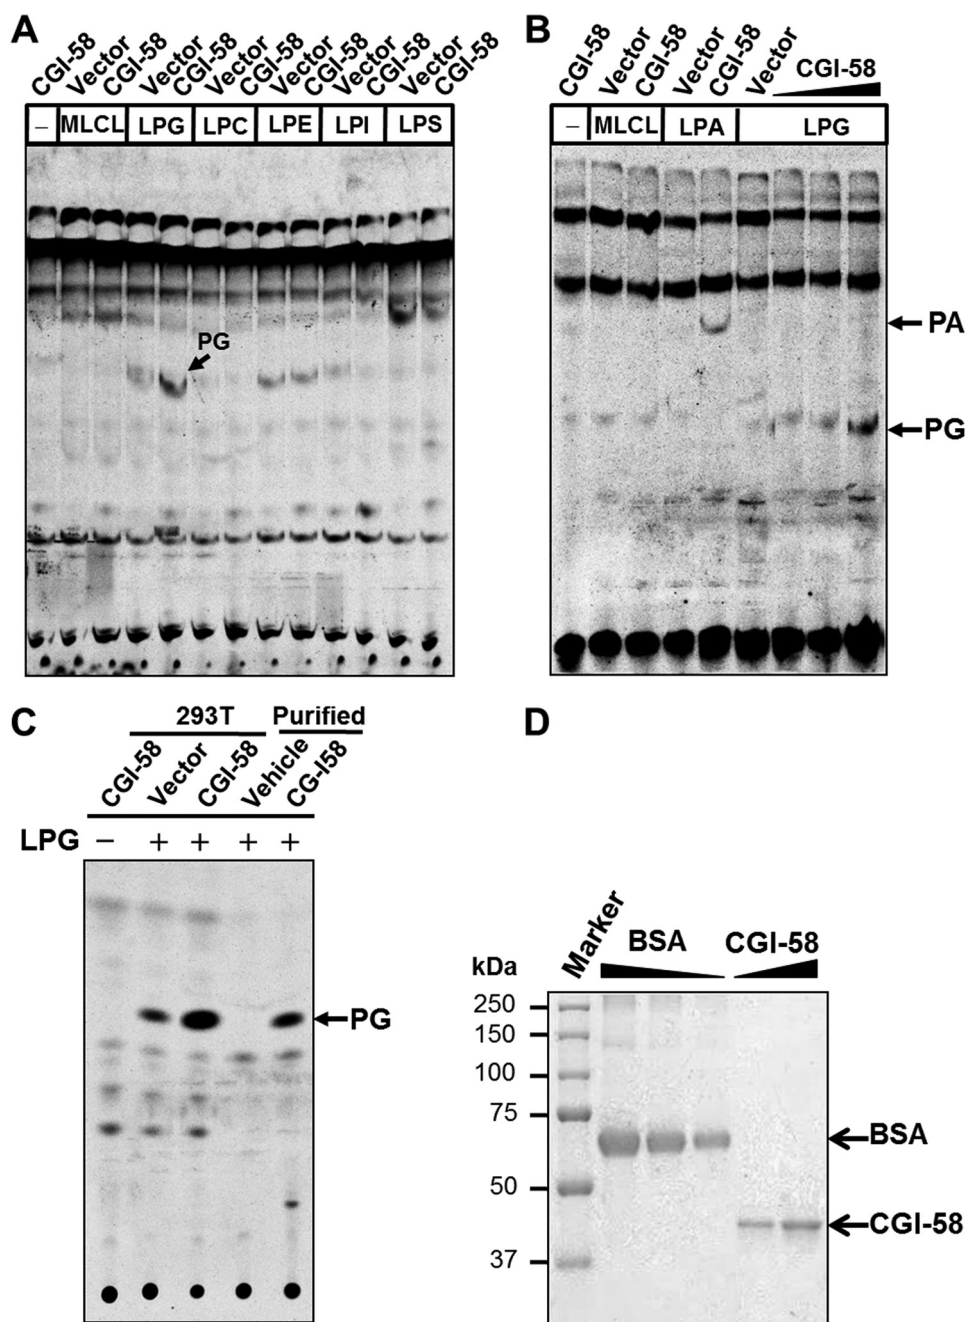 A
CGI-58 Vector CGI-58 Vector CGI-58 Vector CGI-58 Vector CGI-58 Vector CGI-58 Vector CGI-58
– MLCL LPG LPC LPE LPI LPS
PG
B
CGI-58 Vector CGI-58 Vector CGI-58 Vector CGI-58
– MLCL LPA LPG
PA
PG
C
293T Purified
CGI-58 Vector CGI-58 Vehicle CG-I58
LPG – + + + +
PG
D
kDa Marker BSA CGI-58
250
150
100
75
50
37
BSA
CGI-58